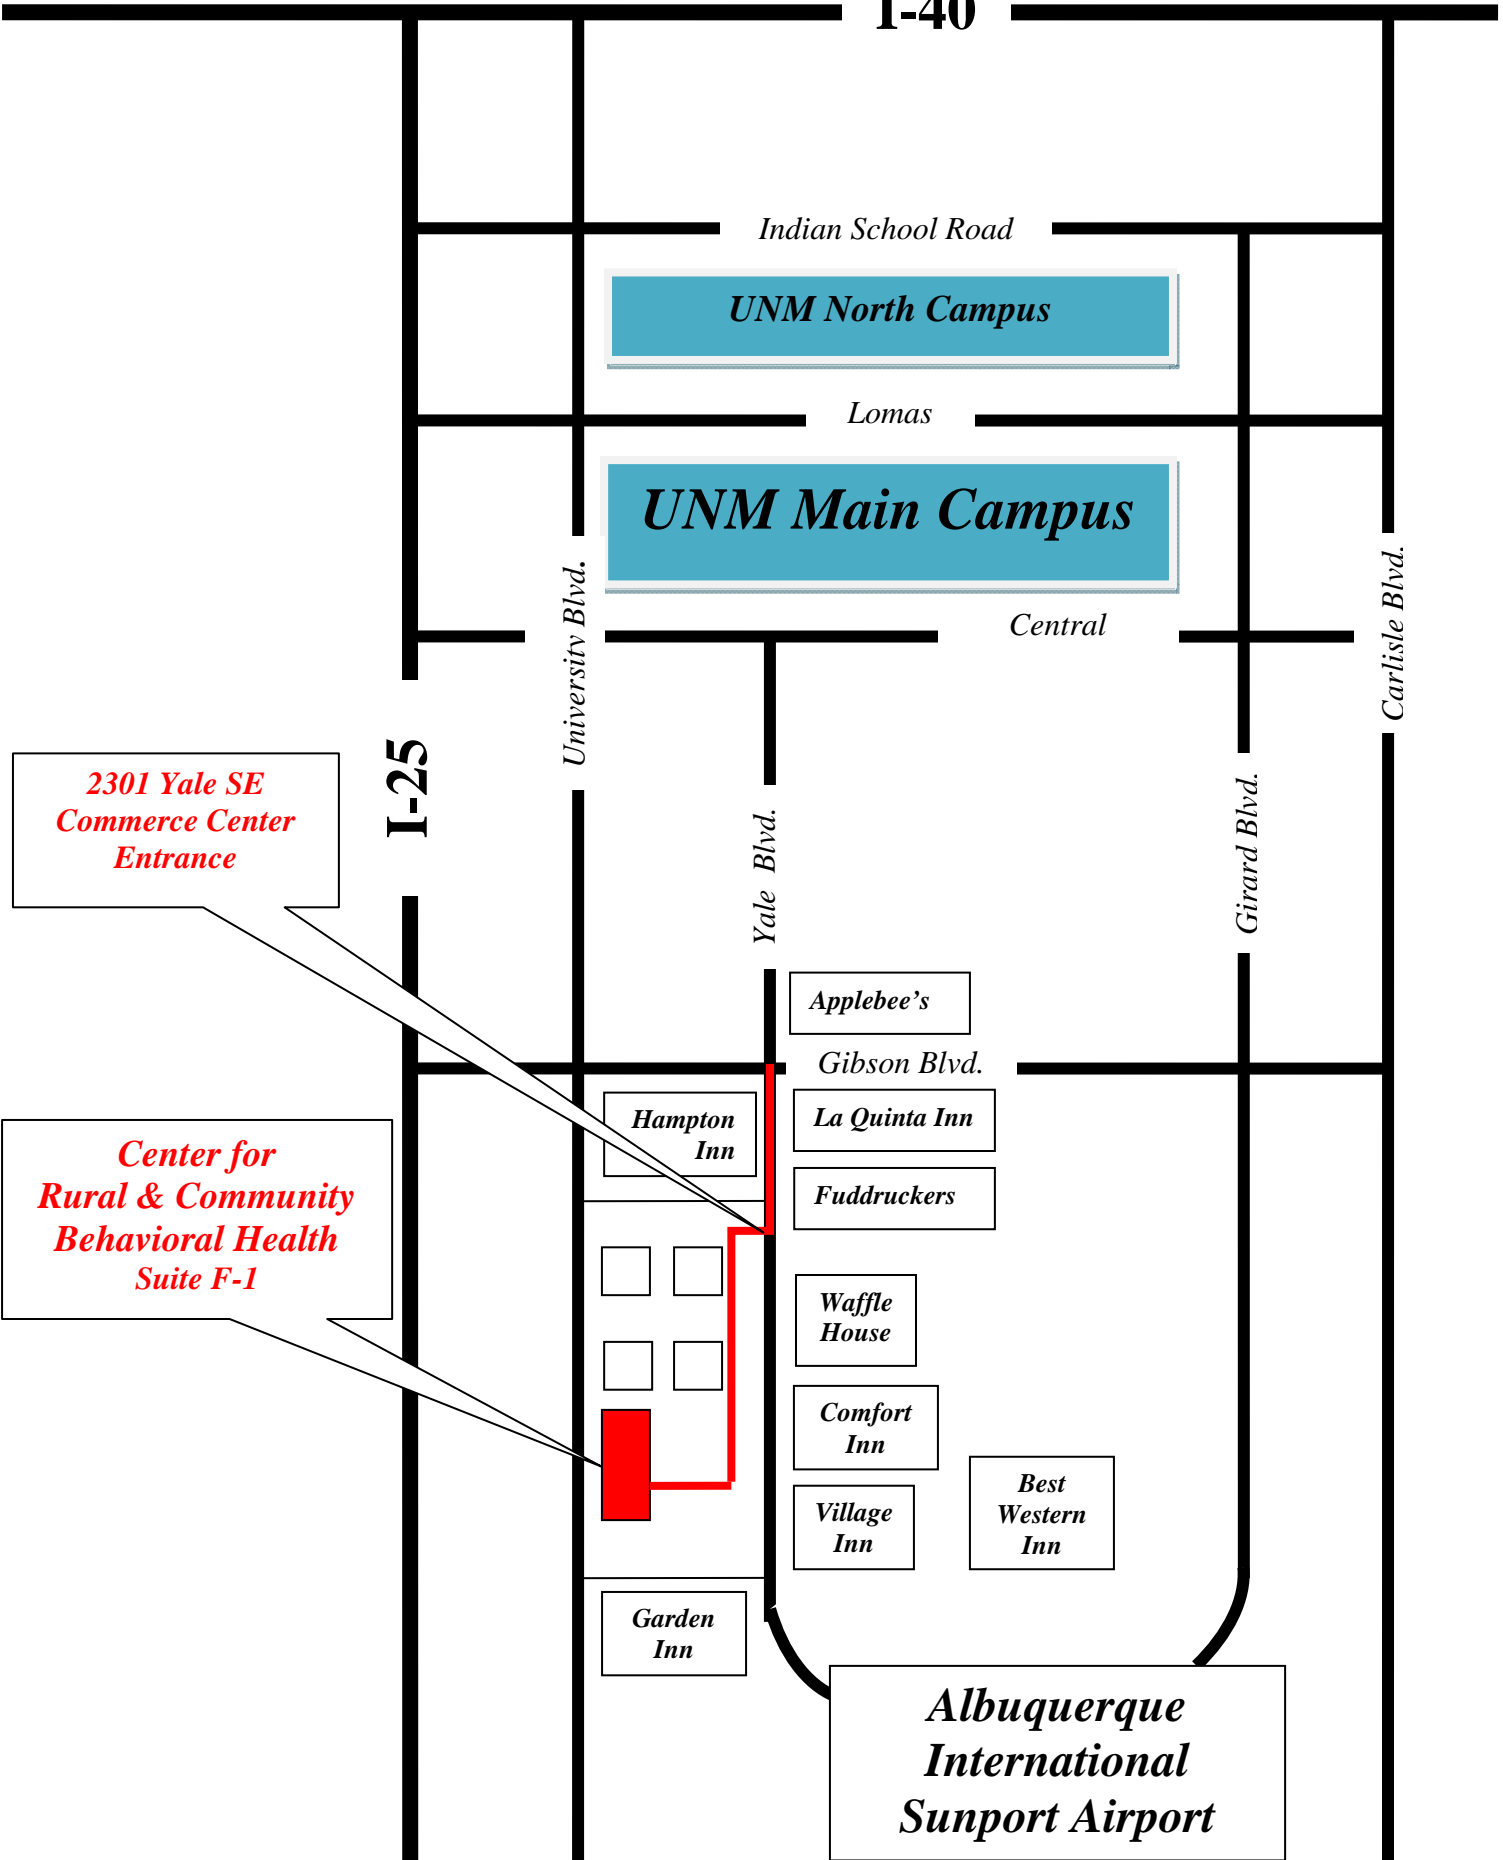 I-40
Indian School Road
UNM North Campus
Lomas
UNM Main Campus
University Blvd.
Central
Carlisle Blvd.
I-25
2301 Yale SE
Commerce Center
Entrance
Yale Blvd.
Girard Blvd.
Applebee’s
Gibson Blvd.
Hampton
Inn
La Quinta Inn
Fuddruckers
Center for
Rural & Community
Behavioral Health
Suite F-1
Waffle
House
Comfort
Inn
Best
Western
Inn
Village
Inn
Garden
Inn
Albuquerque
International
Sunport Airport